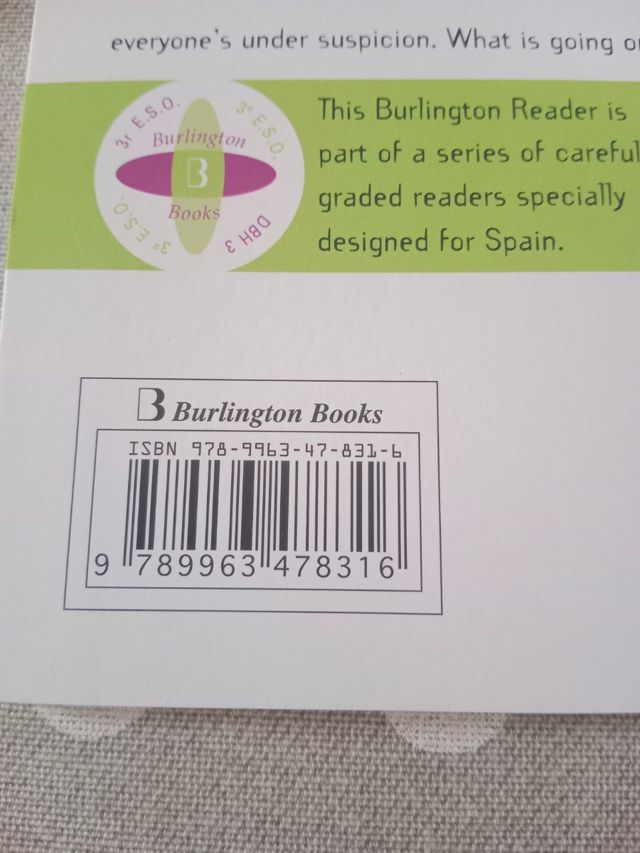 everyone's under suspicion. What is going
3r E.S.O. 3º E.S.O.
Burlington
B
Books
3º E.S.O. DBH 3
This Burlington Reader is
part of a series of careful
graded readers specially
designed for Spain.
B Burlington Books
ISBN 978-9963-47-831-6
9 789963 478316